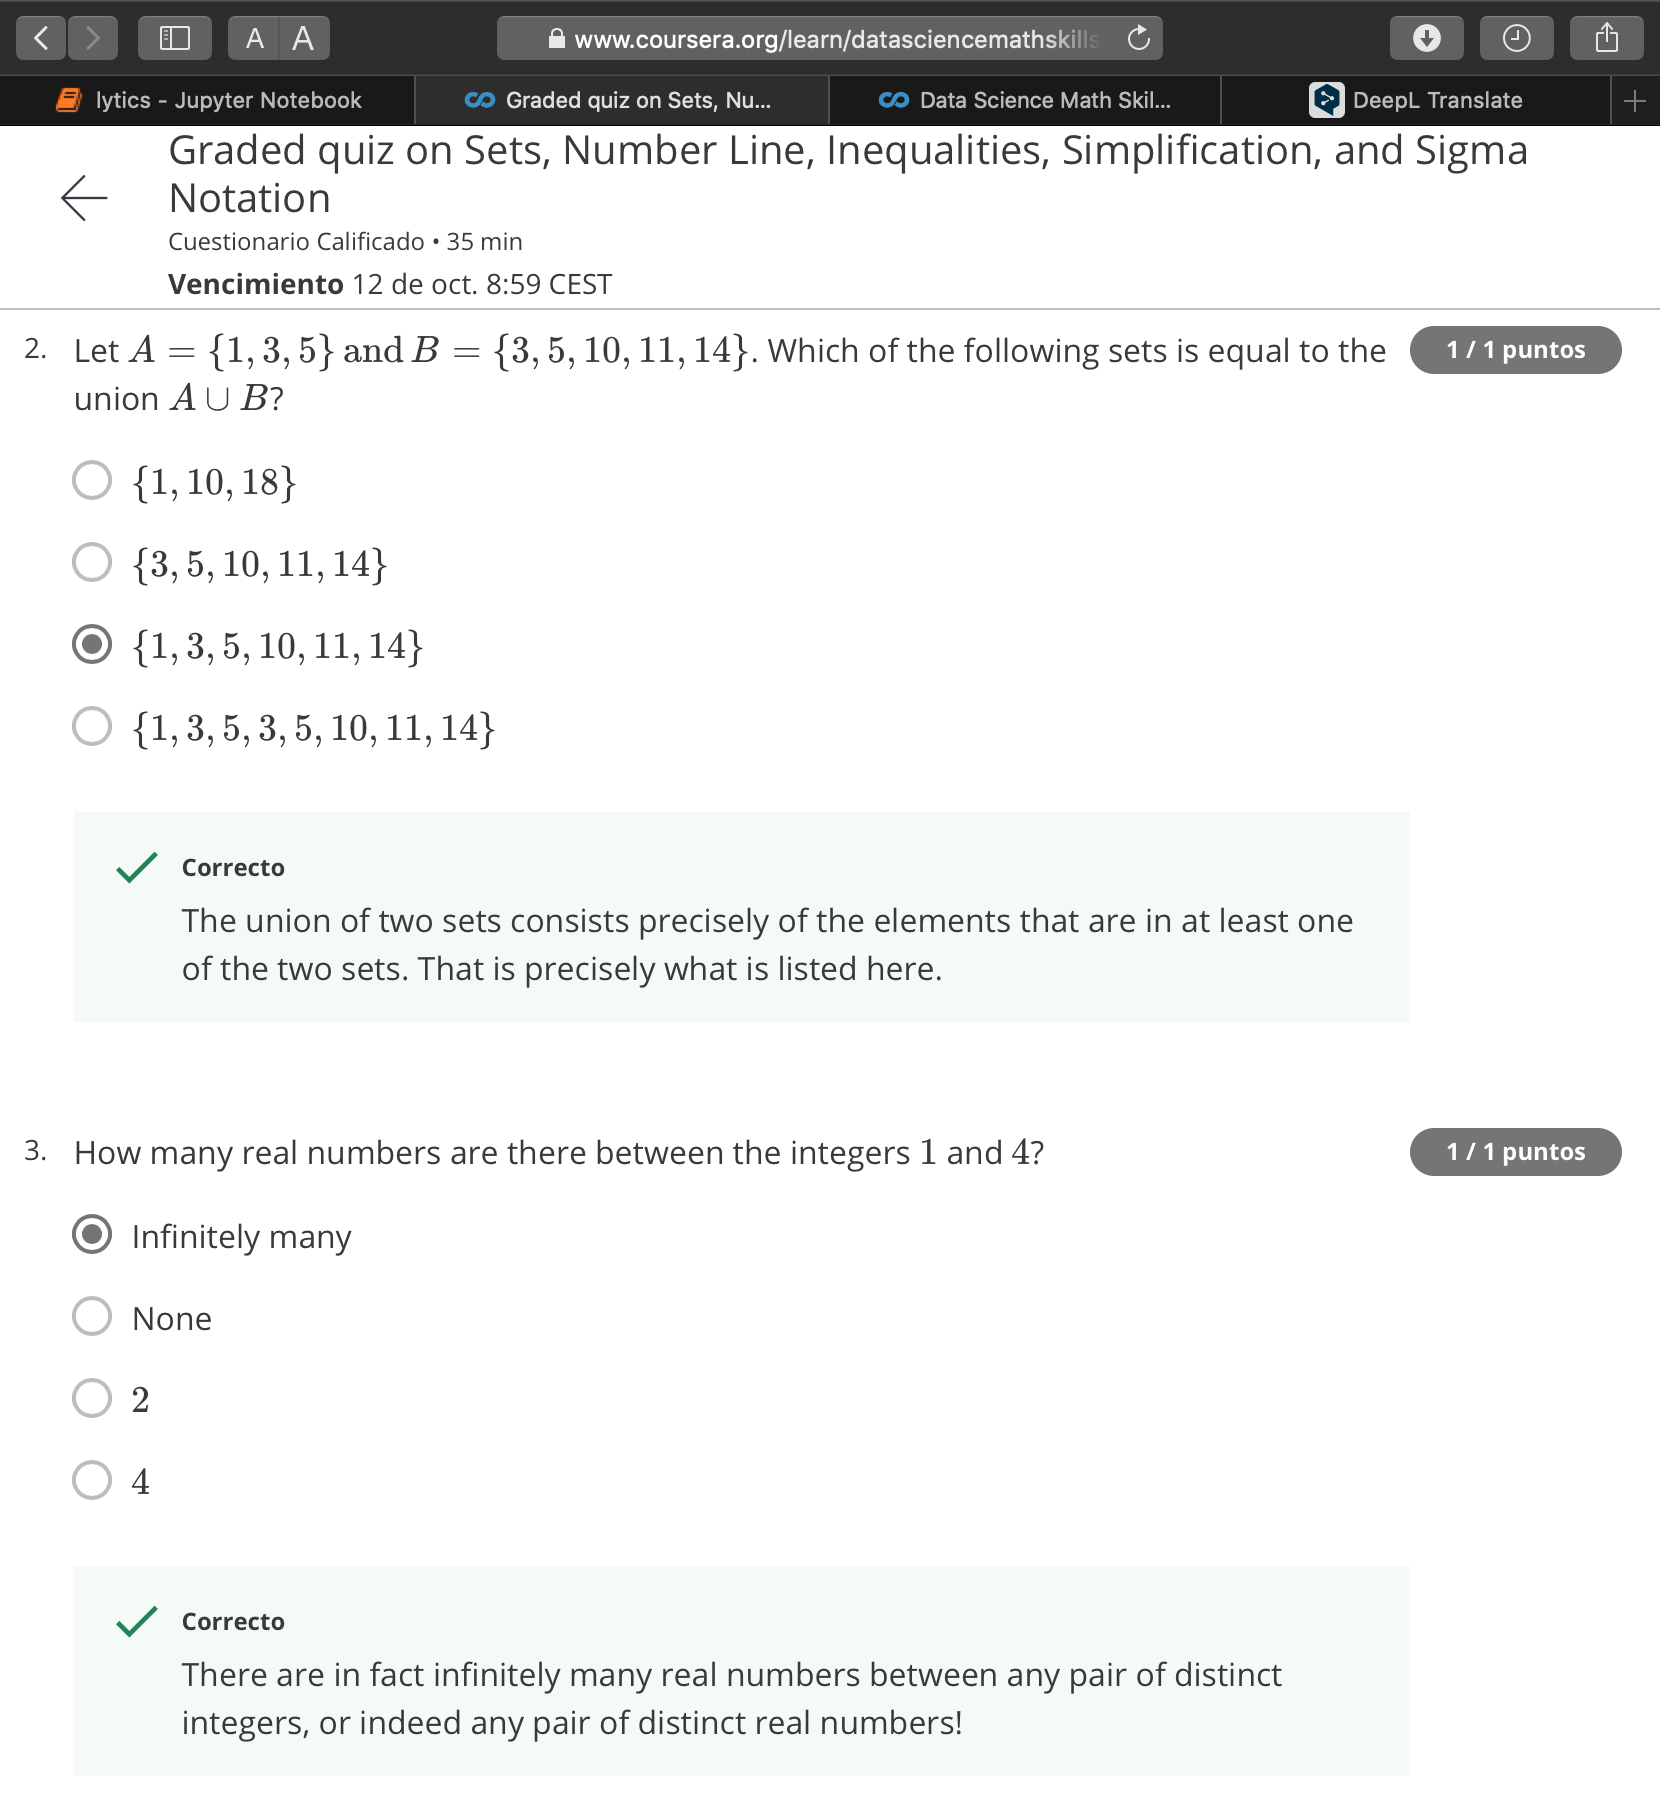 A A www.coursera.org/learn/datasciencemathskills
lytics - Jupyter Notebook Graded quiz on Sets, Nu... Data Science Math Skil... DeepL Translate
Graded quiz on Sets, Number Line, Inequalities, Simplification, and Sigma
Notation
Cuestionario Calificado • 35 min
Vencimiento 12 de oct. 8:59 CEST
2. Let A = {1, 3, 5} and B = {3, 5, 10, 11, 14}. Which of the following sets is equal to the 1 / 1 puntos
union A ∪ B?
{1, 10, 18}
{3, 5, 10, 11, 14}
{1, 3, 5, 10, 11, 14}
{1, 3, 5, 3, 5, 10, 11, 14}
Correcto
The union of two sets consists precisely of the elements that are in at least one
of the two sets. That is precisely what is listed here.
3. How many real numbers are there between the integers 1 and 4? 1 / 1 puntos
Infinitely many
None
2
4
Correcto
There are in fact infinitely many real numbers between any pair of distinct
integers, or indeed any pair of distinct real numbers!